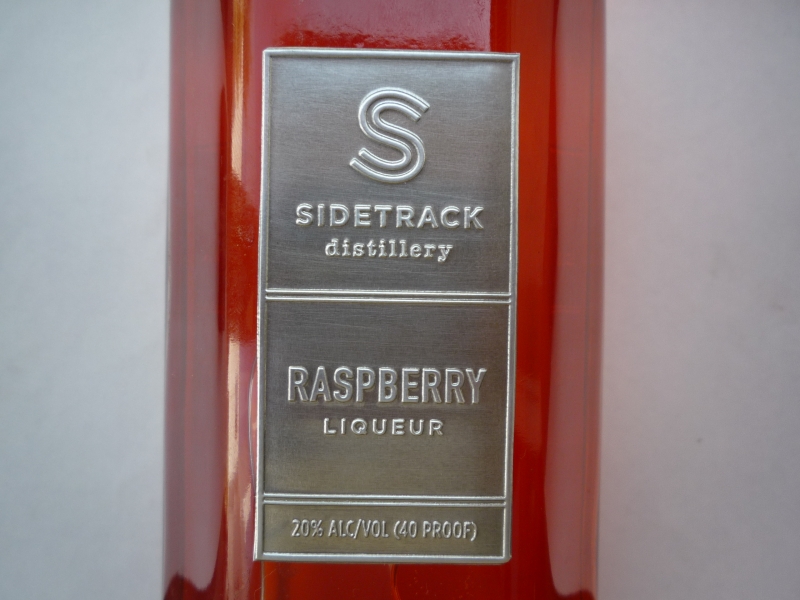 S
SIDETRACK
distillery
RASPBERRY
LIQUEUR
20% ALC/VOL (40 PROOF)